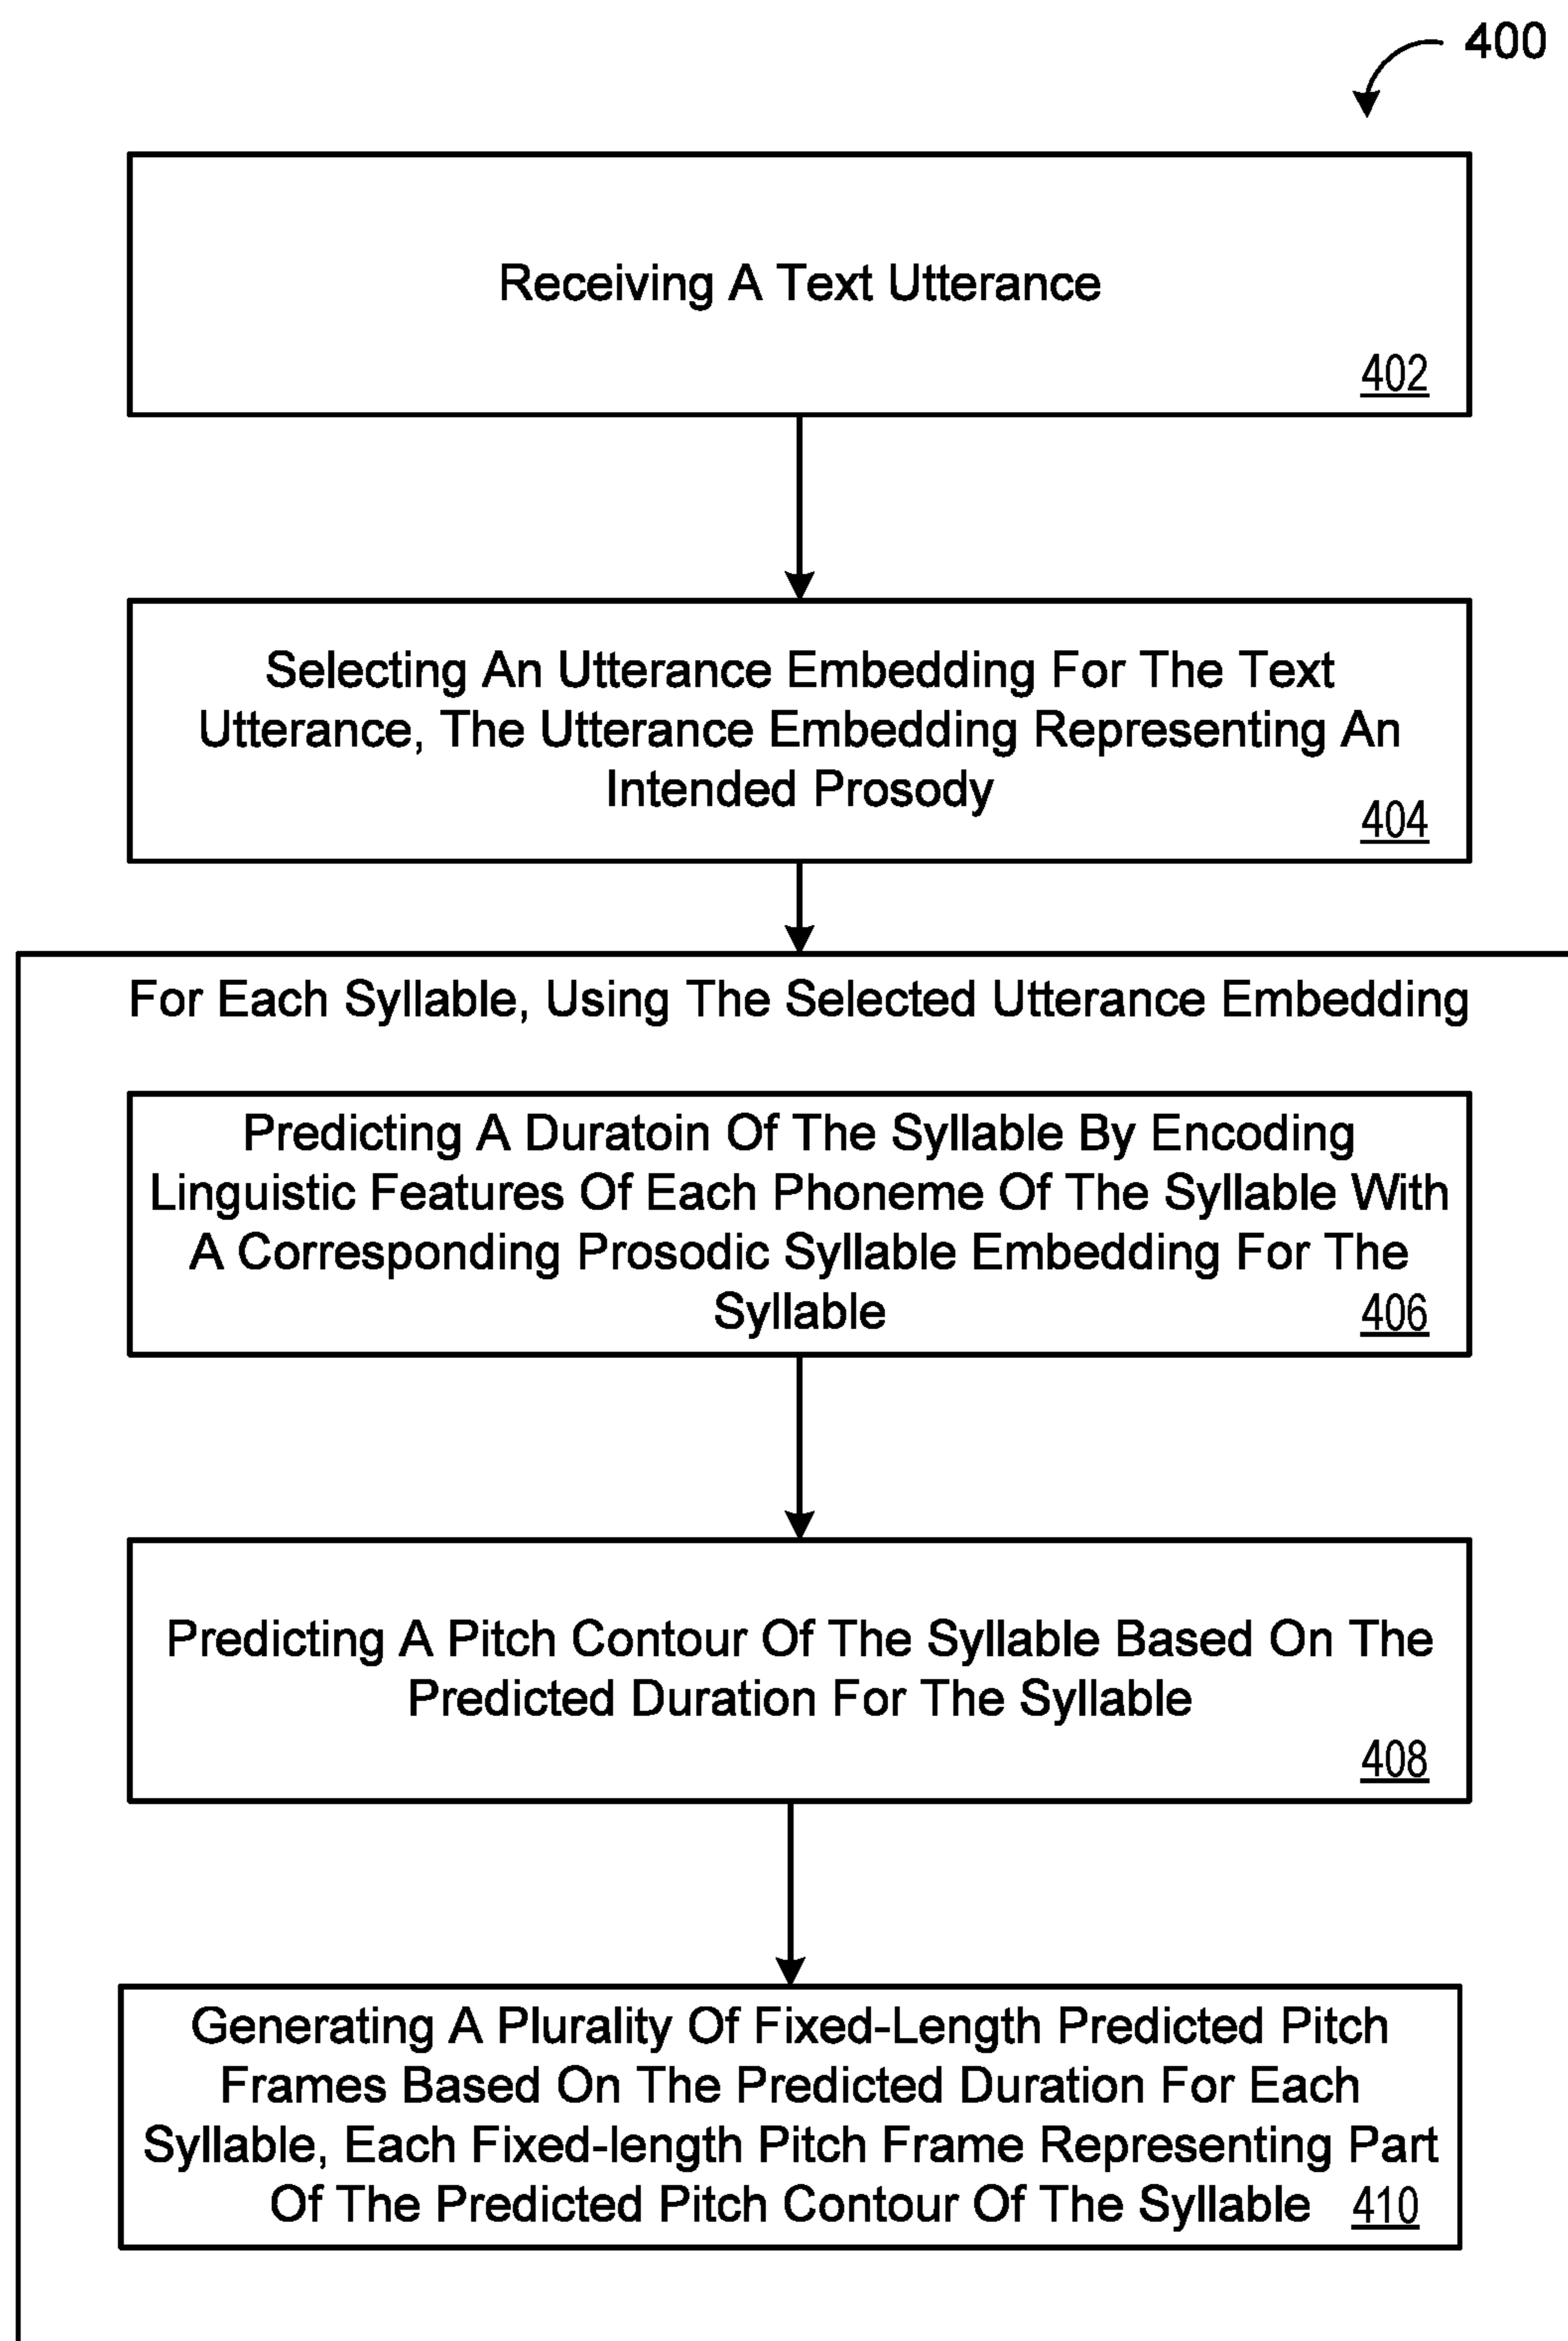 400
Receiving A Text Utterance
402
Selecting An Utterance Embedding For The Text
Utterance, The Utterance Embedding Representing An
Intended Prosody
404
For Each Syllable, Using The Selected Utterance Embedding
Predicting A Duratoin Of The Syllable By Encoding
Linguistic Features Of Each Phoneme Of The Syllable With
A Corresponding Prosodic Syllable Embedding For The
Syllable 406
Predicting A Pitch Contour Of The Syllable Based On The
Predicted Duration For The Syllable
408
Generating A Plurality Of Fixed-Length Predicted Pitch
Frames Based On The Predicted Duration For Each
Syllable, Each Fixed-length Pitch Frame Representing Part
Of The Predicted Pitch Contour Of The Syllable 410